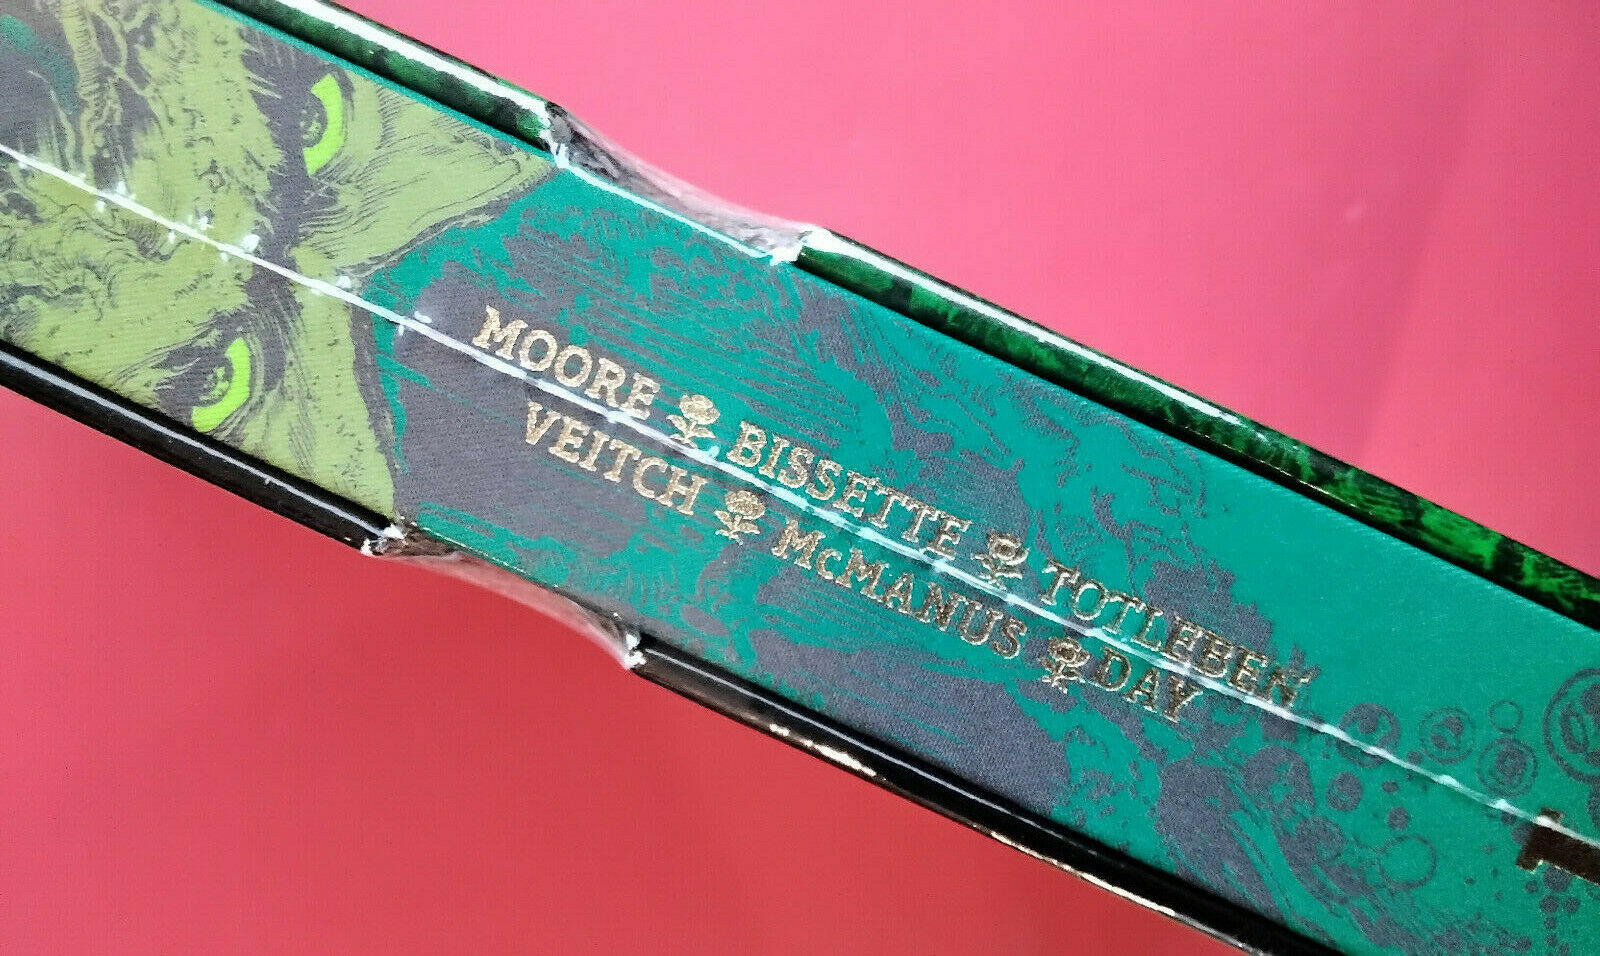 MOORE BISSETTE TOTLEBEN
VEITCH McMANUS DAY